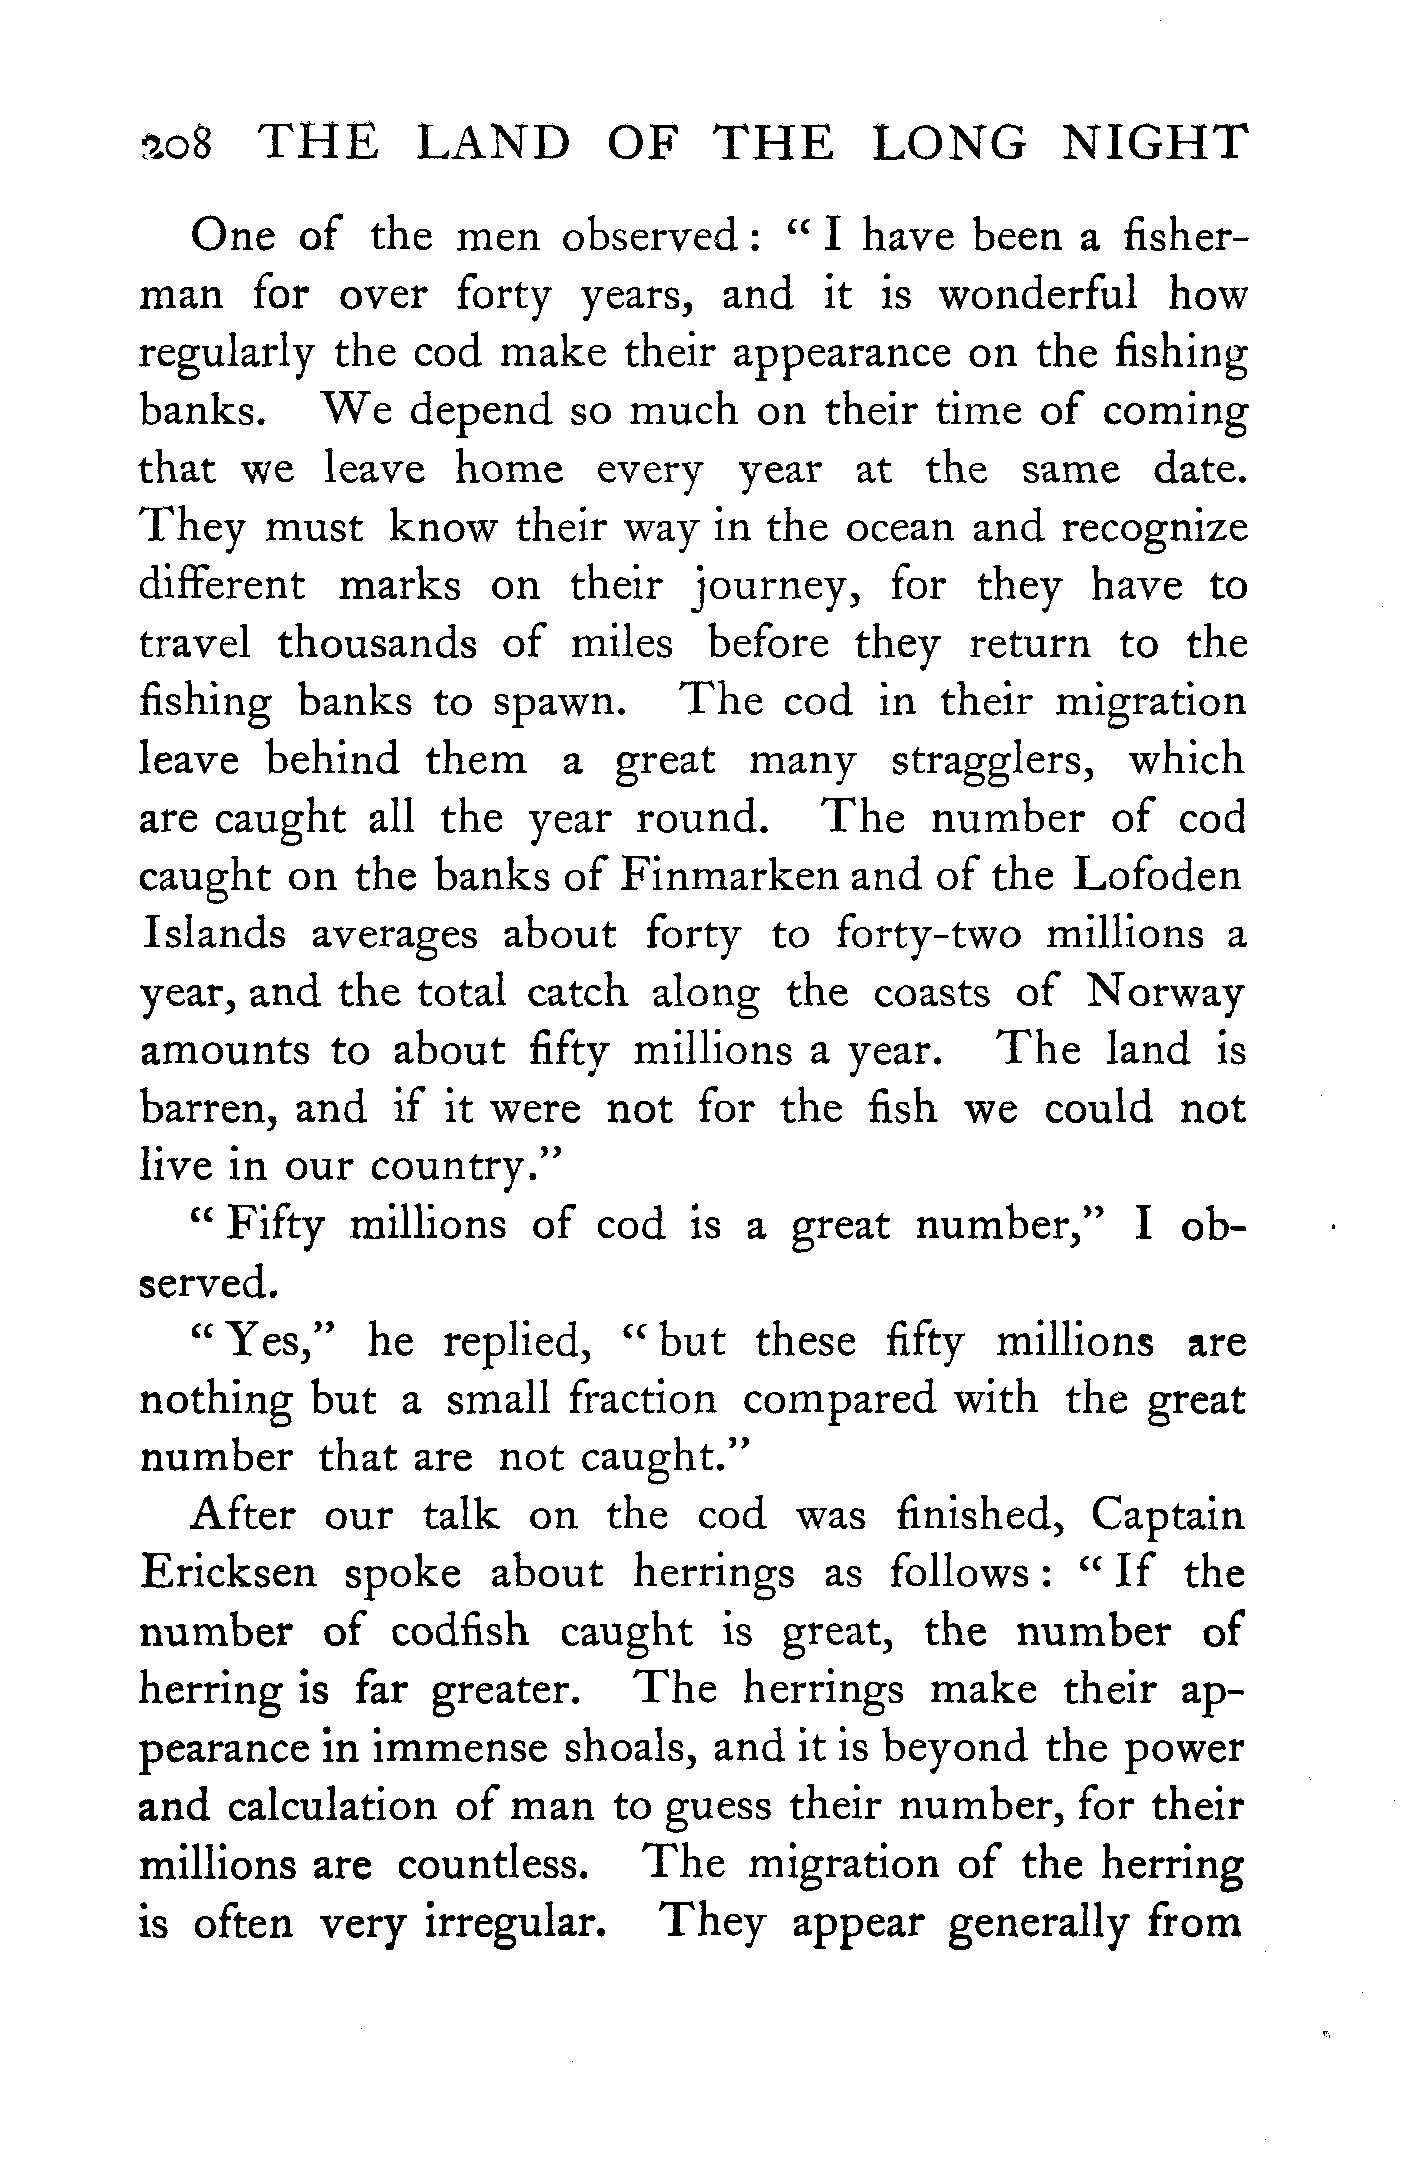 208 THE LAND OF THE LONG NIGHT
One of the men observed: "I have been a fisher-
man for over forty years, and it is wonderful how
regularly the cod make their appearance on the fishing
banks. We depend so much on their time of coming
that we leave home every year at the same date.
They must know their way in the ocean and recognize
different marks on their journey, for they have to
travel thousands of miles before they return to the
fishing banks to spawn. The cod in their migration
leave behind them a great many stragglers, which
are caught all the year round. The number of cod
caught on the banks of Finmarken and of the Lofoden
Islands averages about forty to forty-two millions a
year, and the total catch along the coasts of Norway
amounts to about fifty millions a year. The land is
barren, and if it were not for the fish we could not
live in our country."
"Fifty millions of cod is a great number," I ob-
served.
"Yes," he replied, "but these fifty millions are
nothing but a small fraction compared with the great
number that are not caught."
After our talk on the cod was finished, Captain
Ericksen spoke about herrings as follows: "If the
number of codfish caught is great, the number of
herring is far greater. The herrings make their ap-
pearance in immense shoals, and it is beyond the power
and calculation of man to guess their number, for their
millions are countless. The migration of the herring
is often very irregular. They appear generally from